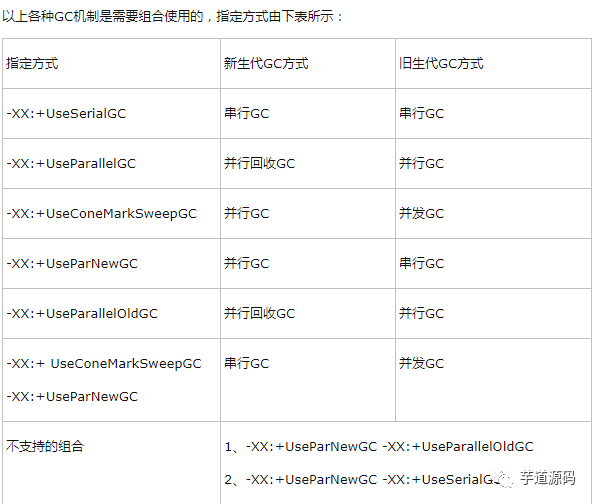 以上各种GC机制是需要组合使用的，指定方式由下表所示：
指定方式 新生代GC方式 旧生代GC方式
-XX:+UseSerialGC 串行GC 串行GC
-XX:+UseParallelGC 并行回收GC 并行GC
-XX:+UseConeMarkSweepGC 并行GC 并发GC
-XX:+UseParNewGC 并行GC 串行GC
-XX:+UseParallelOldGC 并行回收GC 并行GC
-XX:+ UseConeMarkSweepGC 串行GC 并发GC
-XX:+UseParNewGC
不支持的组合 1、-XX:+UseParNewGC -XX:+UseParallelOldGC
2、-XX:+UseParNewGC -XX:+UseSerialGC
芋道源码